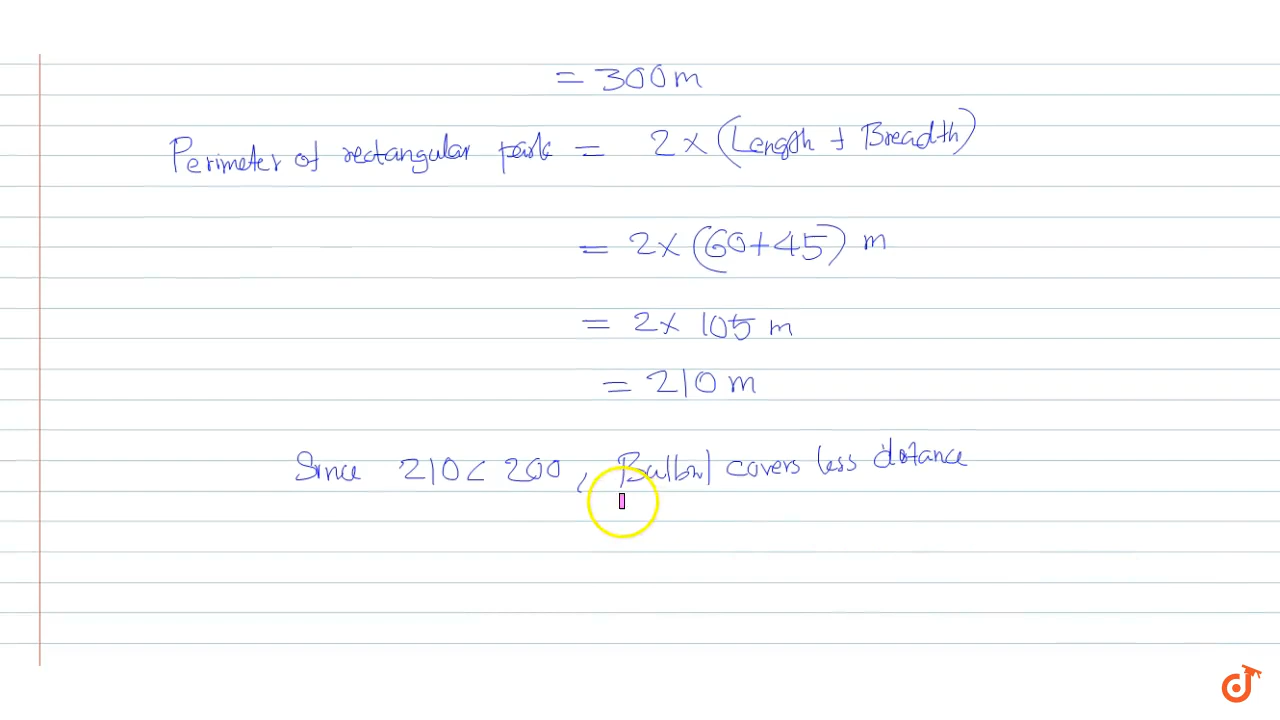 = 300m
Perimeter of rectangular park = 2 × (Length + Breadth)
= 2 × (60+45) m
= 2 × 105 m
= 210 m
Since 210 < 200, Bulbul covers less distance